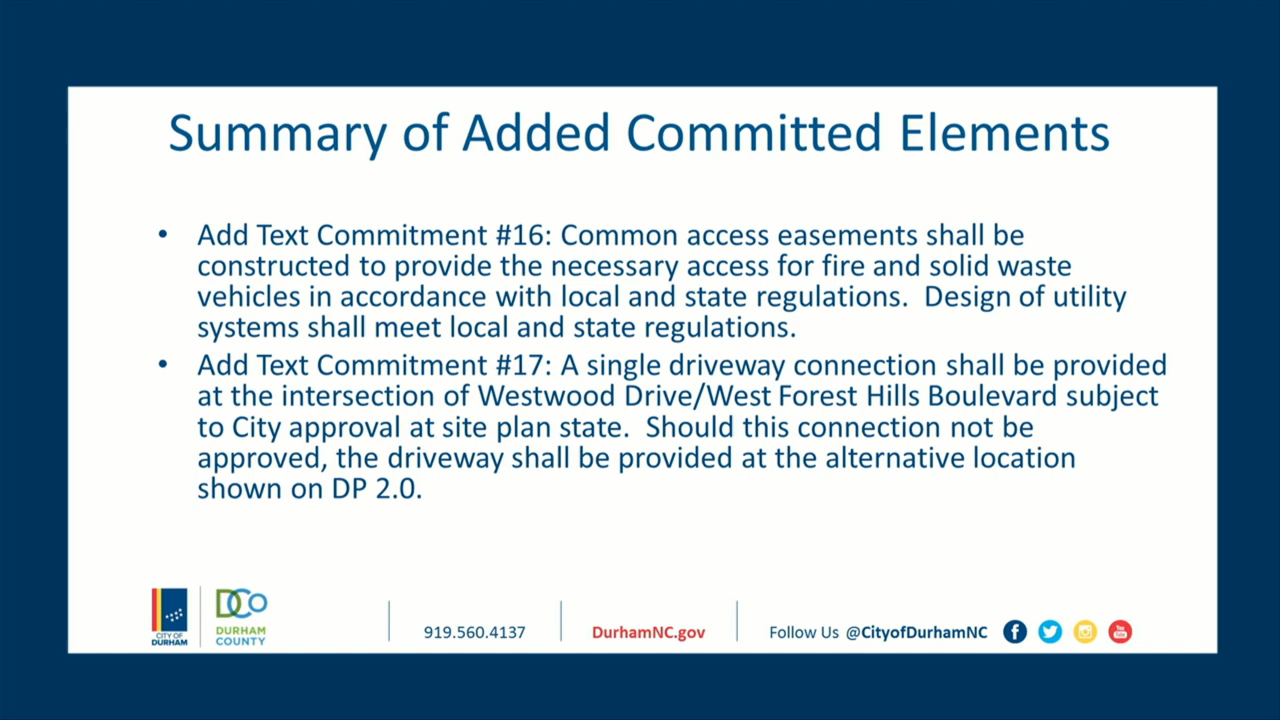 Summary of Added Committed Elements
• Add Text Commitment #16: Common access easements shall be
constructed to provide the necessary access for fire and solid waste
vehicles in accordance with local and state regulations.  Design of utility
systems shall meet local and state regulations.
• Add Text Commitment #17: A single driveway connection shall be provided
at the intersection of Westwood Drive/West Forest Hills Boulevard subject
to City approval at site plan state.  Should this connection not be
approved, the driveway shall be provided at the alternative location
shown on DP 2.0.
CITY OF
DURHAM
DCo
DURHAM
COUNTY
919.560.4137
DurhamNC.gov
Follow Us @CityofDurhamNC
You
Tube